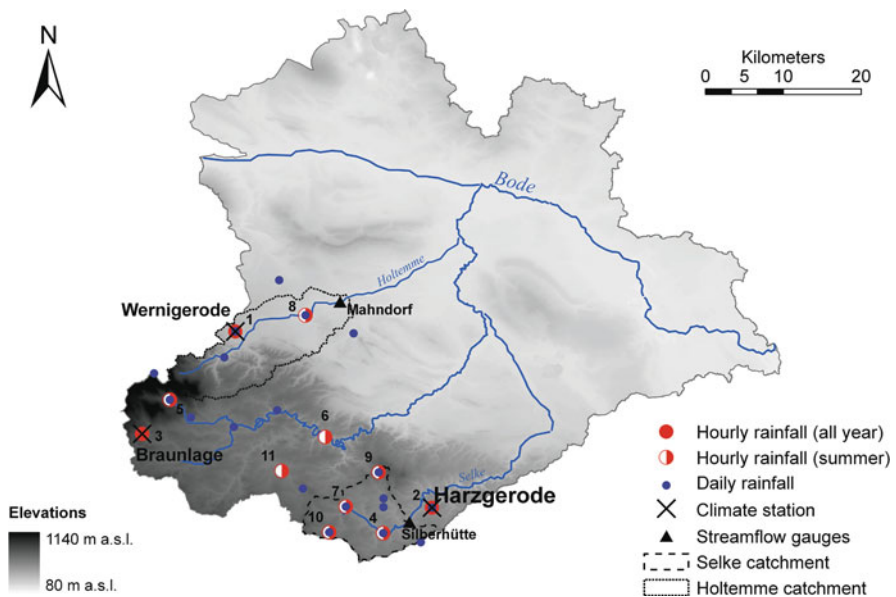 N
Kilometers
0 5 10 20
Bode
Holtemme
Wernigerode
1
8
Mahndorf
5
3
Braunlage
6
11
9
Selke
7
2
Harzgerode
10
4
Silberhütte
Elevations
1140 m a.s.l.
80 m a.s.l.
Hourly rainfall (all year)
Hourly rainfall (summer)
Daily rainfall
Climate station
Streamflow gauges
Selke catchment
Holtemme catchment